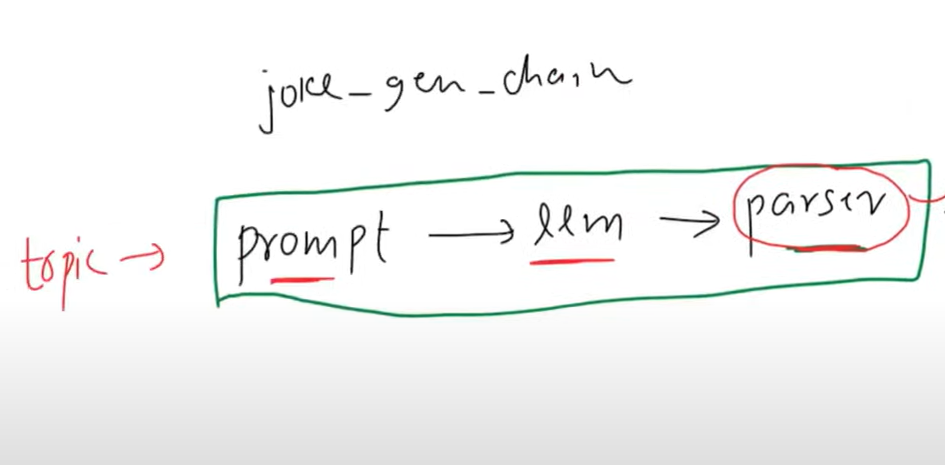 joke_gen_chain
topic → prompt → llm → parser